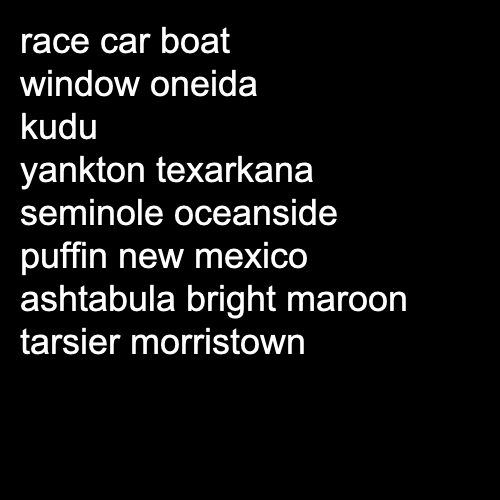 race car boat
window oneida
kudu
yankton texarkana
seminole oceanside
puffin new mexico
ashtabula bright maroon
tarsier morristown